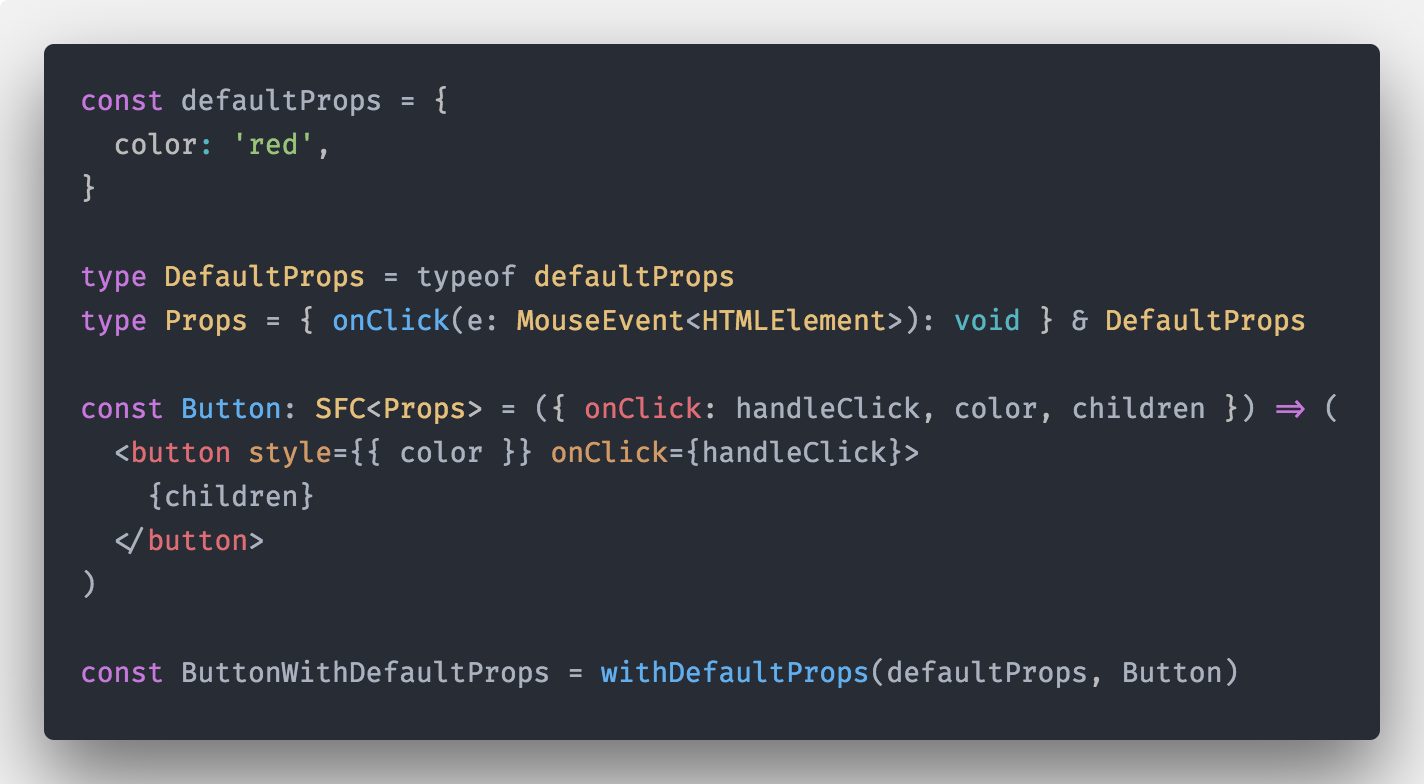 const defaultProps = {
  color: 'red',
}

type DefaultProps = typeof defaultProps
type Props = { onClick(e: MouseEvent<HTMLElement>): void } & DefaultProps

const Button: SFC<Props> = ({ onClick: handleClick, color, children }) => (
  <button style={{ color }} onClick={handleClick}>
    {children}
  </button>
)

const ButtonWithDefaultProps = withDefaultProps(defaultProps, Button)